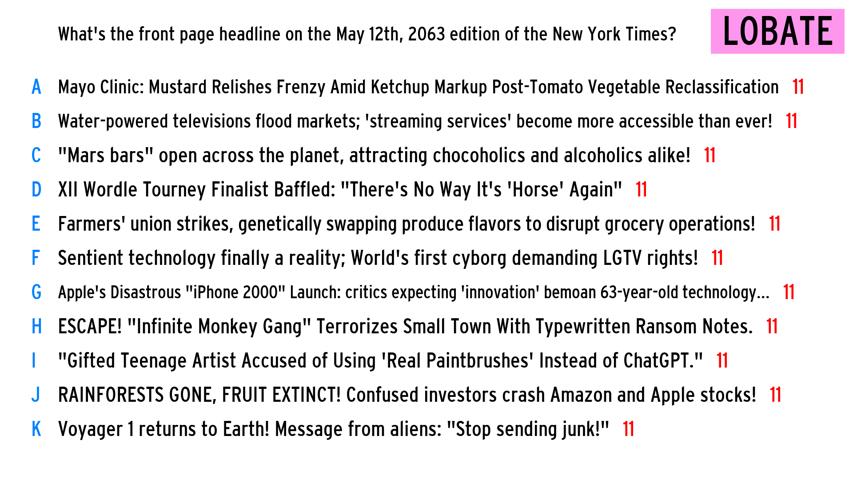 What's the front page headline on the May 12th, 2063 edition of the New York Times?
LOBATE
A Mayo Clinic: Mustard Relishes Frenzy Amid Ketchup Markup Post-Tomato Vegetable Reclassification 11
B Water-powered televisions flood markets; 'streaming services' become more accessible than ever! 11
C "Mars bars" open across the planet, attracting chocoholics and alcoholics alike! 11
D XII Wordle Tourney Finalist Baffled: "There's No Way It's 'Horse' Again" 11
E Farmers' union strikes, genetically swapping produce flavors to disrupt grocery operations! 11
F Sentient technology finally a reality; World's first cyborg demanding LGTV rights! 11
G Apple's Disastrous "iPhone 2000" Launch: critics expecting 'innovation' bemoan 63-year-old technology... 11
H ESCAPE! "Infinite Monkey Gang" Terrorizes Small Town With Typewritten Ransom Notes. 11
I "Gifted Teenage Artist Accused of Using 'Real Paintbrushes' Instead of ChatGPT." 11
J RAINFORESTS GONE, FRUIT EXTINCT! Confused investors crash Amazon and Apple stocks! 11
K Voyager 1 returns to Earth! Message from aliens: "Stop sending junk!" 11